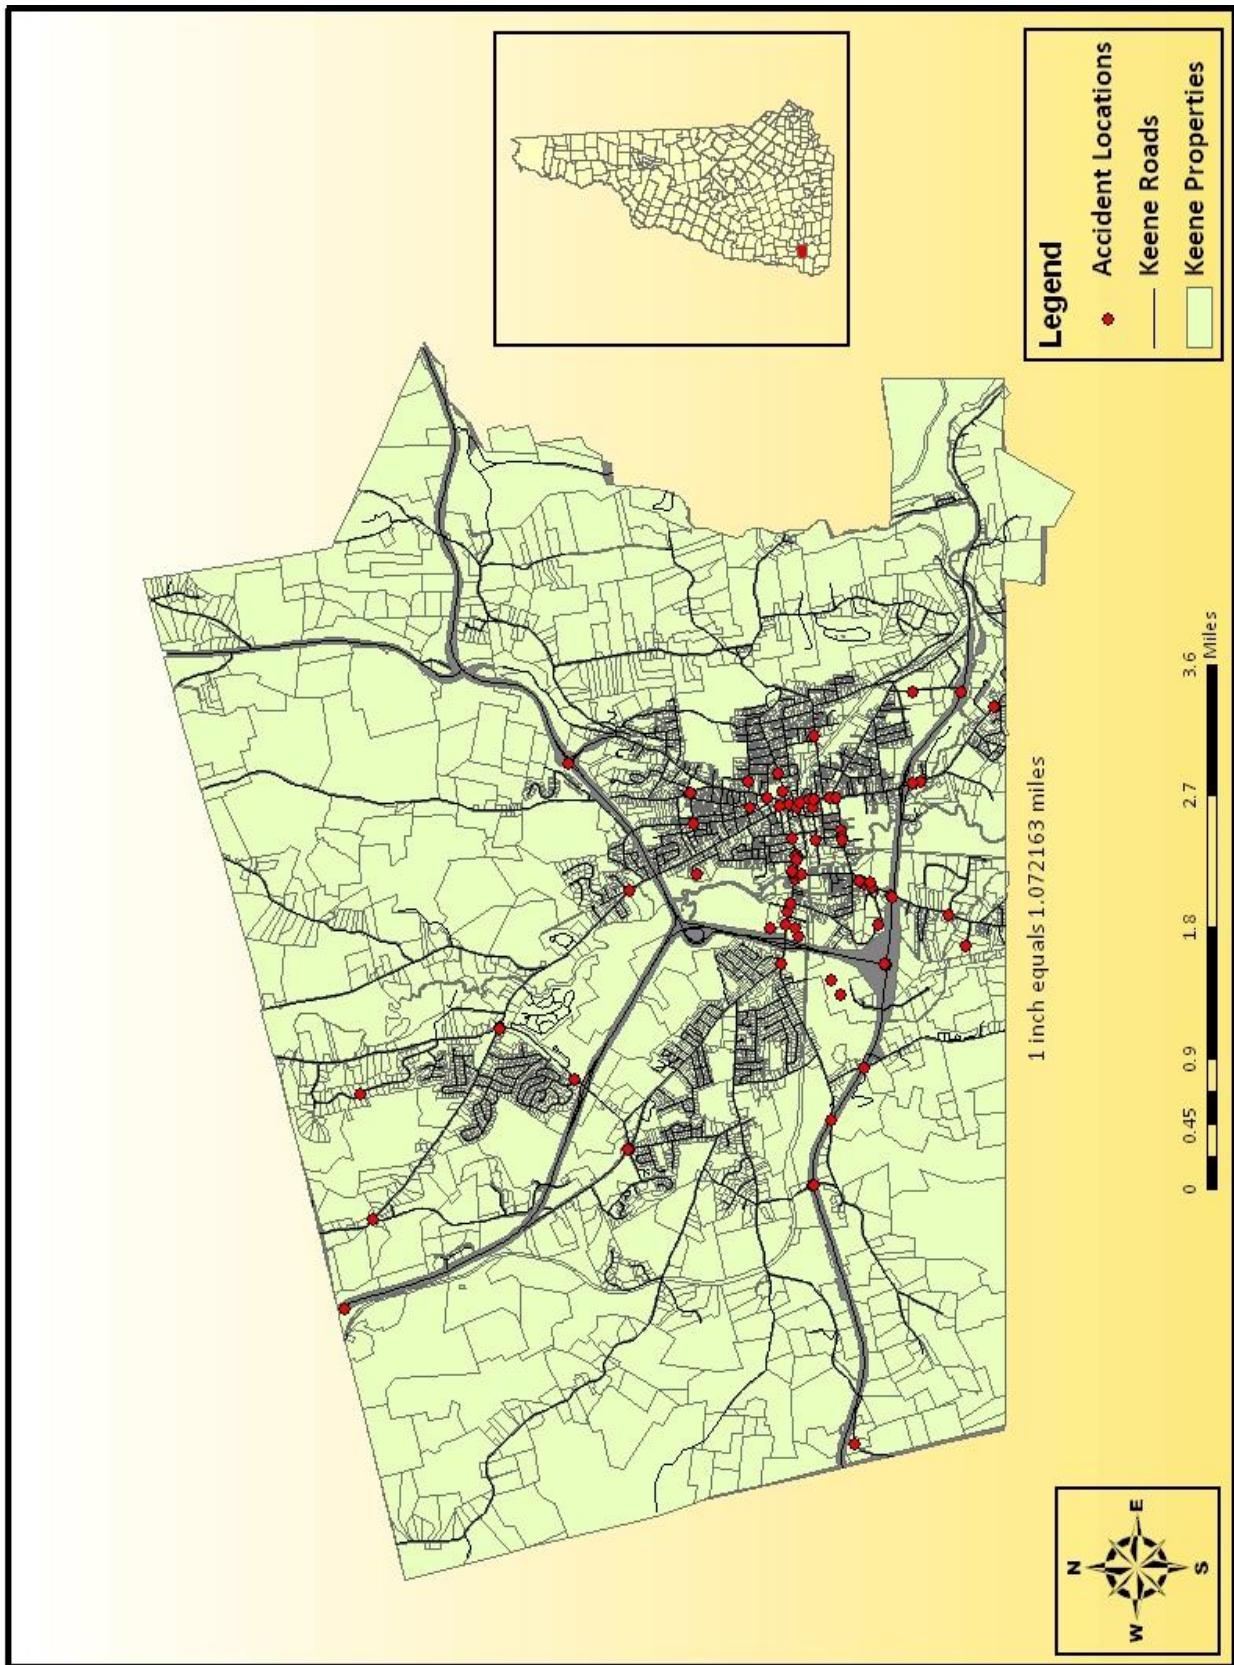 Legend
Accident Locations
Keene Roads
Keene Properties
1 inch equals 1.072163 miles
0 0.45 0.9 1.8 2.7 3.6
Miles
N
W E
S